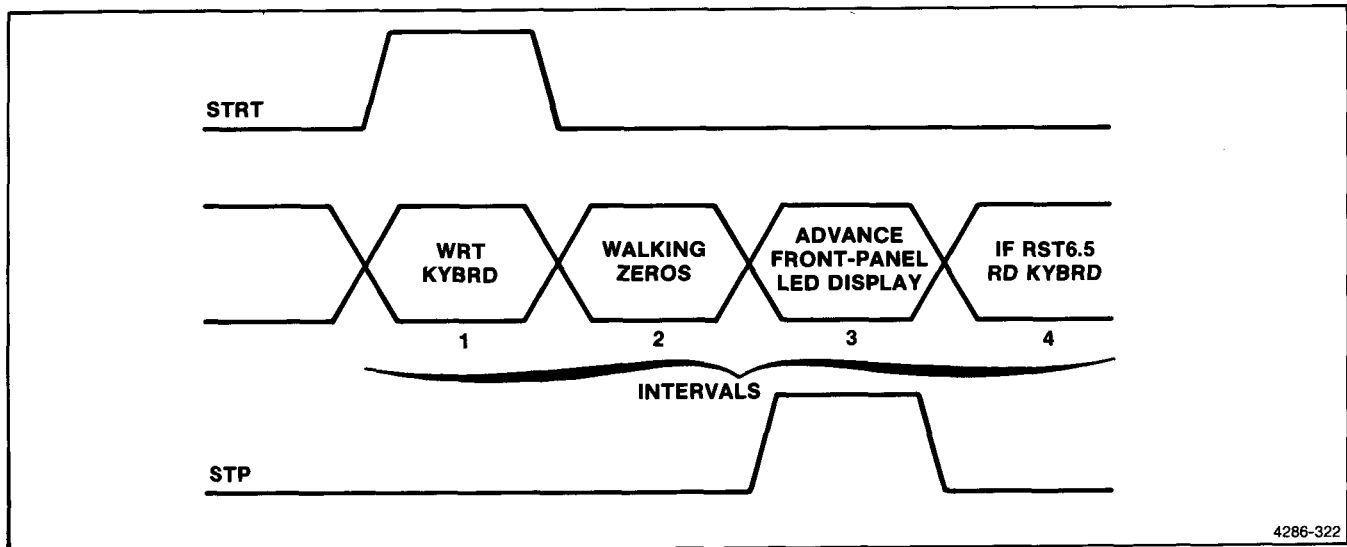 STRT
WRT
KYBRD
WALKING
ZEROS
ADVANCE
FRONT-PANEL
LED DISPLAY
IF RST6.5
RD KYBRD
1 2 3 4
INTERVALS
STP
4286-322